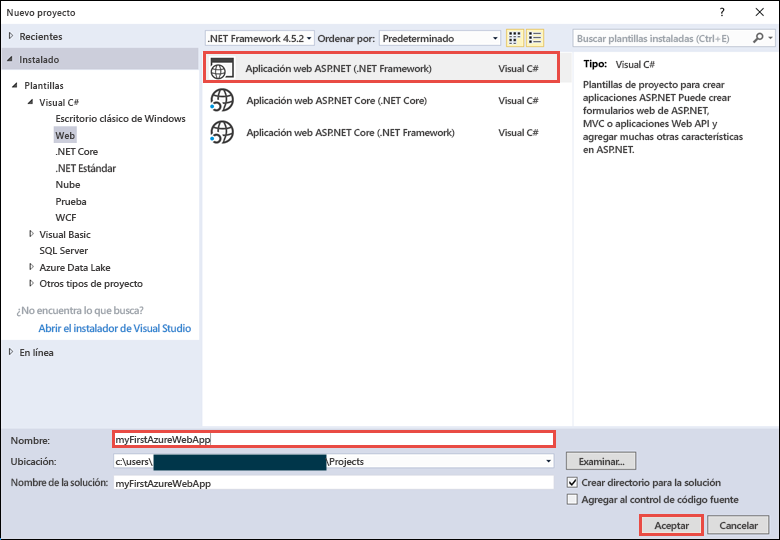 Nuevo proyecto
?
Recientes
.NET Framework 4.5.2
Ordenar por:
Predeterminado
Buscar plantillas instaladas (Ctrl+E)
Instalado
Plantillas
Visual C#
Escritorio clásico de Windows
Web
.NET Core
.NET Estándar
Nube
Prueba
WCF
Visual Basic
SQL Server
Azure Data Lake
Otros tipos de proyecto
¿No encuentra lo que busca?
Abrir el instalador de Visual Studio
En línea
Aplicación web ASP.NET (.NET Framework) Visual C#
Aplicación web ASP.NET Core (.NET Core) Visual C#
Aplicación web ASP.NET Core (.NET Framework) Visual C#
Tipo: Visual C#
Plantillas de proyecto para crear
aplicaciones ASP.NET Puede crear
formularios web de ASP.NET,
MVC o aplicaciones Web API y
agregar muchas otras características
en ASP.NET.
Nombre: myFirstAzureWebApp
Ubicación: c:\users\ \Projects
Examinar...
Nombre de la solución: myFirstAzureWebApp
Crear directorio para la solución
Agregar al control de código fuente
Aceptar
Cancelar